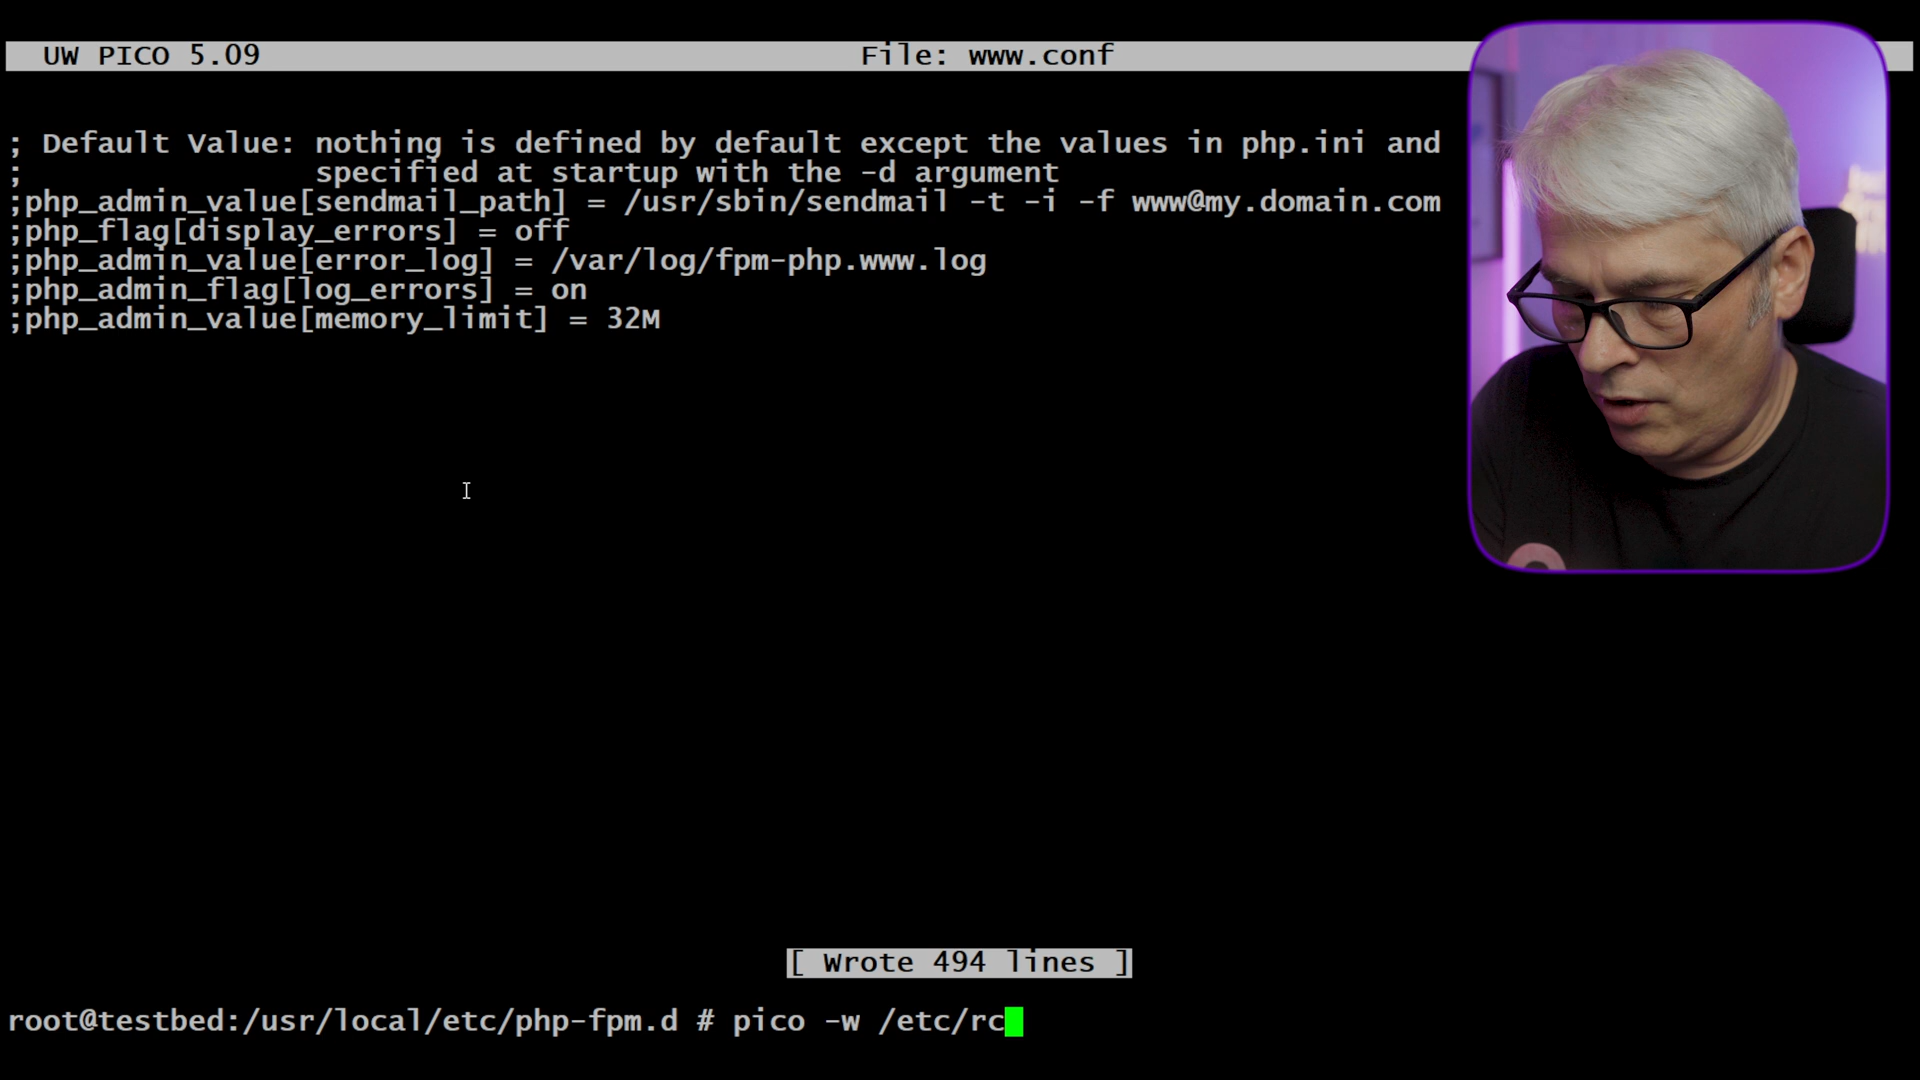 UW PICO 5.09 File: www.conf
; Default Value: nothing is defined by default except the values in php.ini and
; specified at startup with the -d argument
;php_admin_value[sendmail_path] = /usr/sbin/sendmail -t -i -f www@my.domain.com
;php_flag[display_errors] = off
;php_admin_value[error_log] = /var/log/fpm-php.www.log
;php_admin_flag[log_errors] = on
;php_admin_value[memory_limit] = 32M
[ Wrote 494 lines ]
root@testbed:/usr/local/etc/php-fpm.d # pico -w /etc/rc